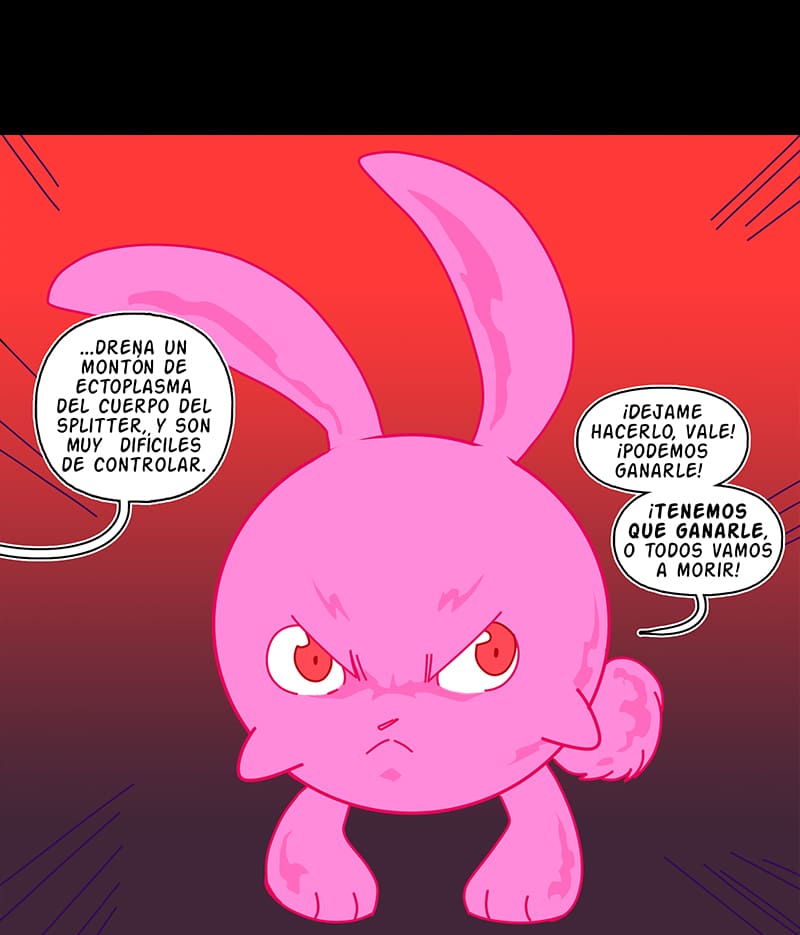 ...DRENA UN
MONTÓN DE
ECTOPLASMA
DEL CUERPO DEL
SPLITTER, Y SON
MUY DIFÍCILES
DE CONTROLAR.
¡DEJAME
HACERLO, VALE!
¡PODEMOS
GANARLE!
¡TENEMOS
QUE GANARLE,
O TODOS VAMOS
A MORIR!